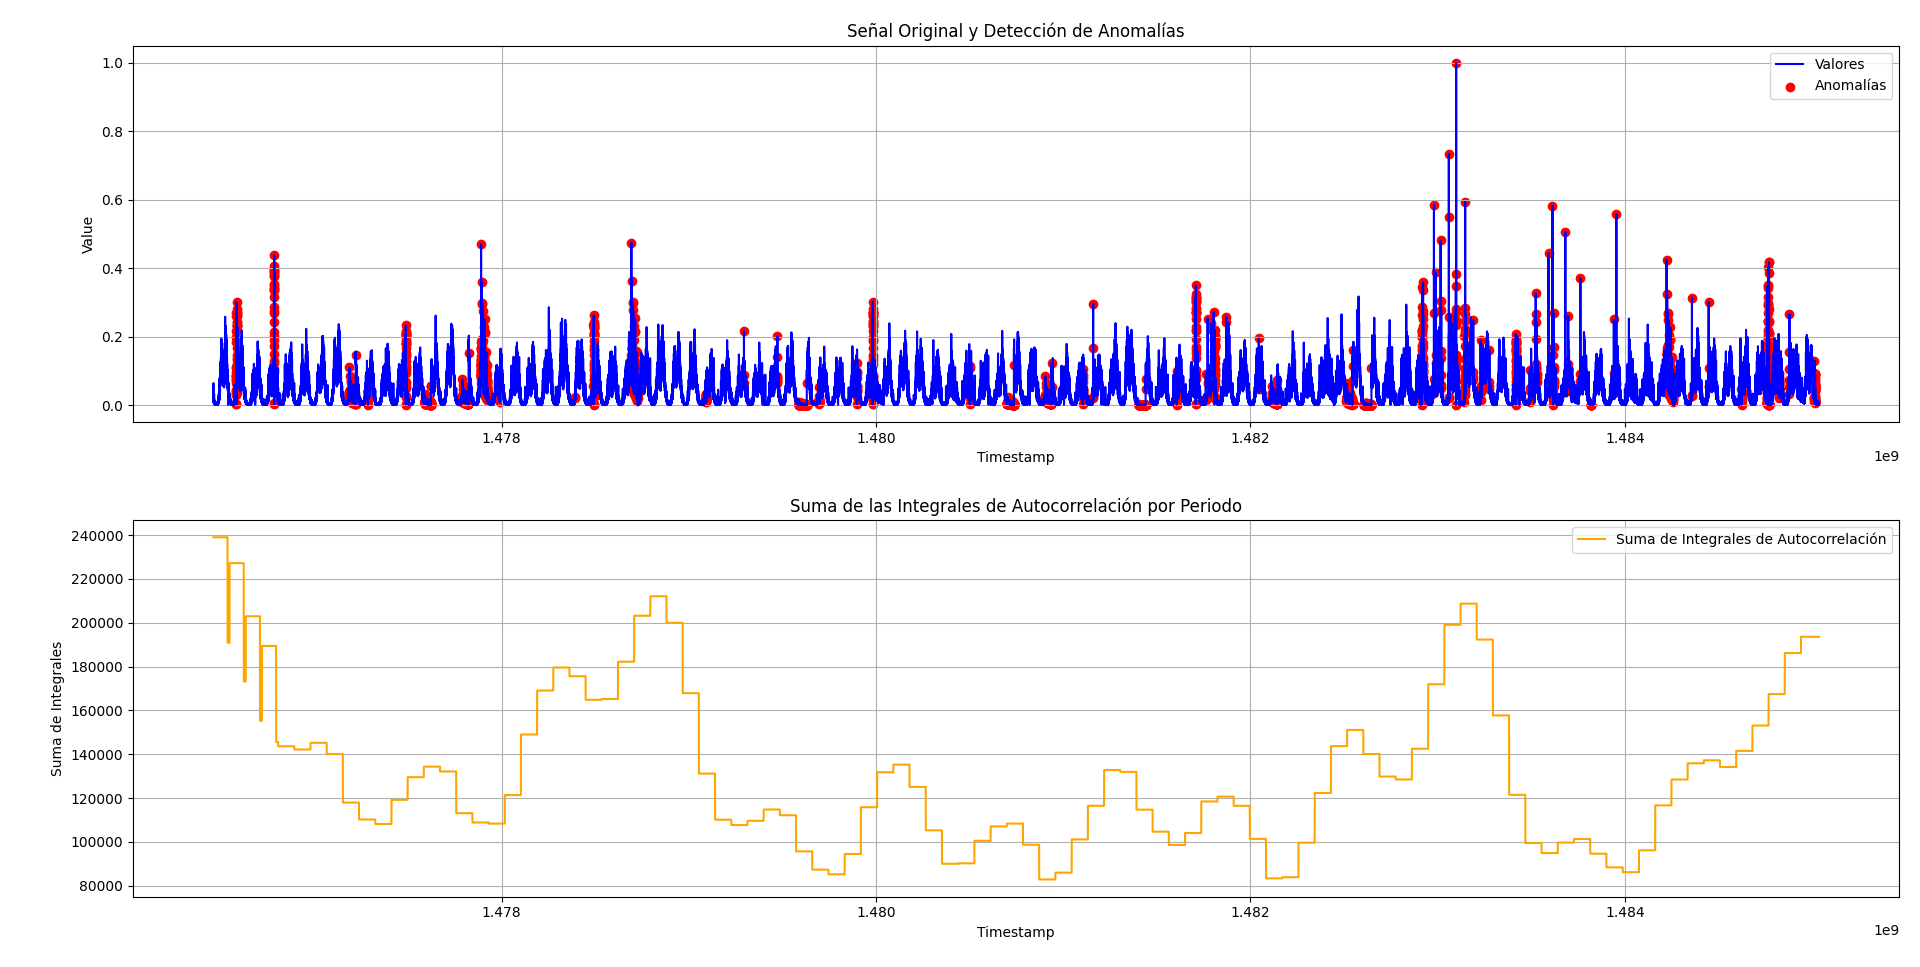 Señal Original y Detección de Anomalías
Valores
Anomalías
Value
1.0
0.8
0.6
0.4
0.2
0.0
1.478
1.480
1.482
1.484
1e9
Timestamp
Suma de las Integrales de Autocorrelación por Periodo
Suma de Integrales de Autocorrelación
Suma de Integrales
240000
220000
200000
180000
160000
140000
120000
100000
80000
1.478
1.480
1.482
1.484
1e9
Timestamp